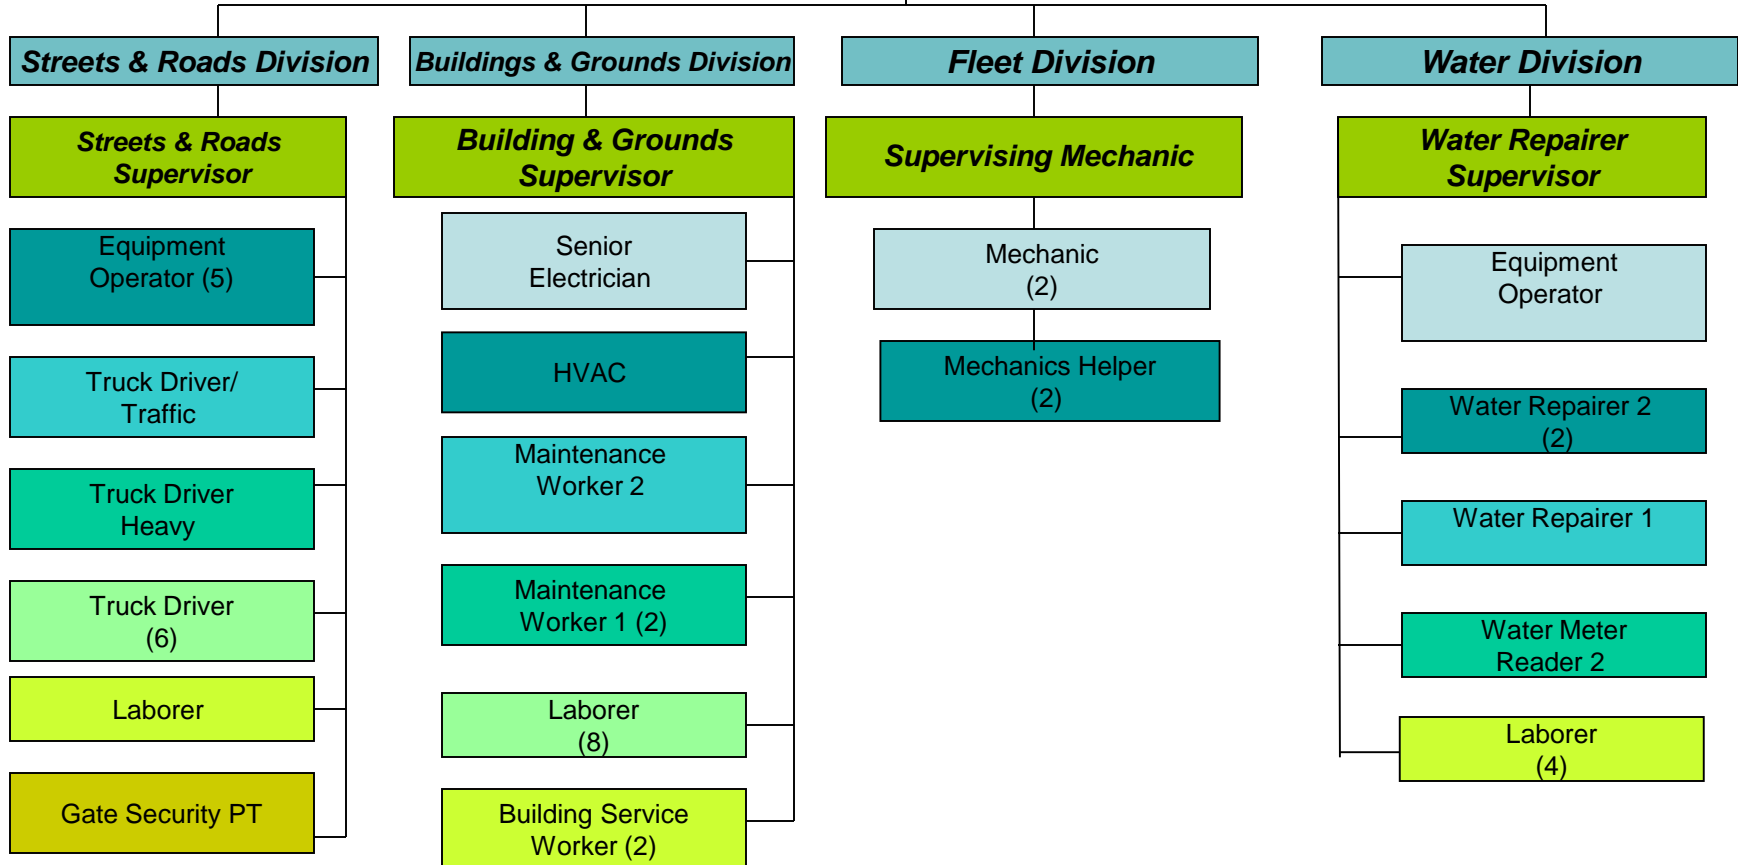 Streets & Roads Division
Streets & Roads
Supervisor
Equipment
Operator (5)
Truck Driver/
Traffic
Truck Driver
Heavy
Truck Driver
(6)
Laborer
Gate Security PT
Buildings & Grounds Division
Building & Grounds
Supervisor
Senior
Electrician
HVAC
Maintenance
Worker 2
Maintenance
Worker 1 (2)
Laborer
(8)
Building Service
Worker (2)
Fleet Division
Supervising Mechanic
Mechanic
(2)
Mechanics Helper
(2)
Water Division
Water Repairer
Supervisor
Equipment
Operator
Water Repairer 2
(2)
Water Repairer 1
Water Meter
Reader 2
Laborer
(4)